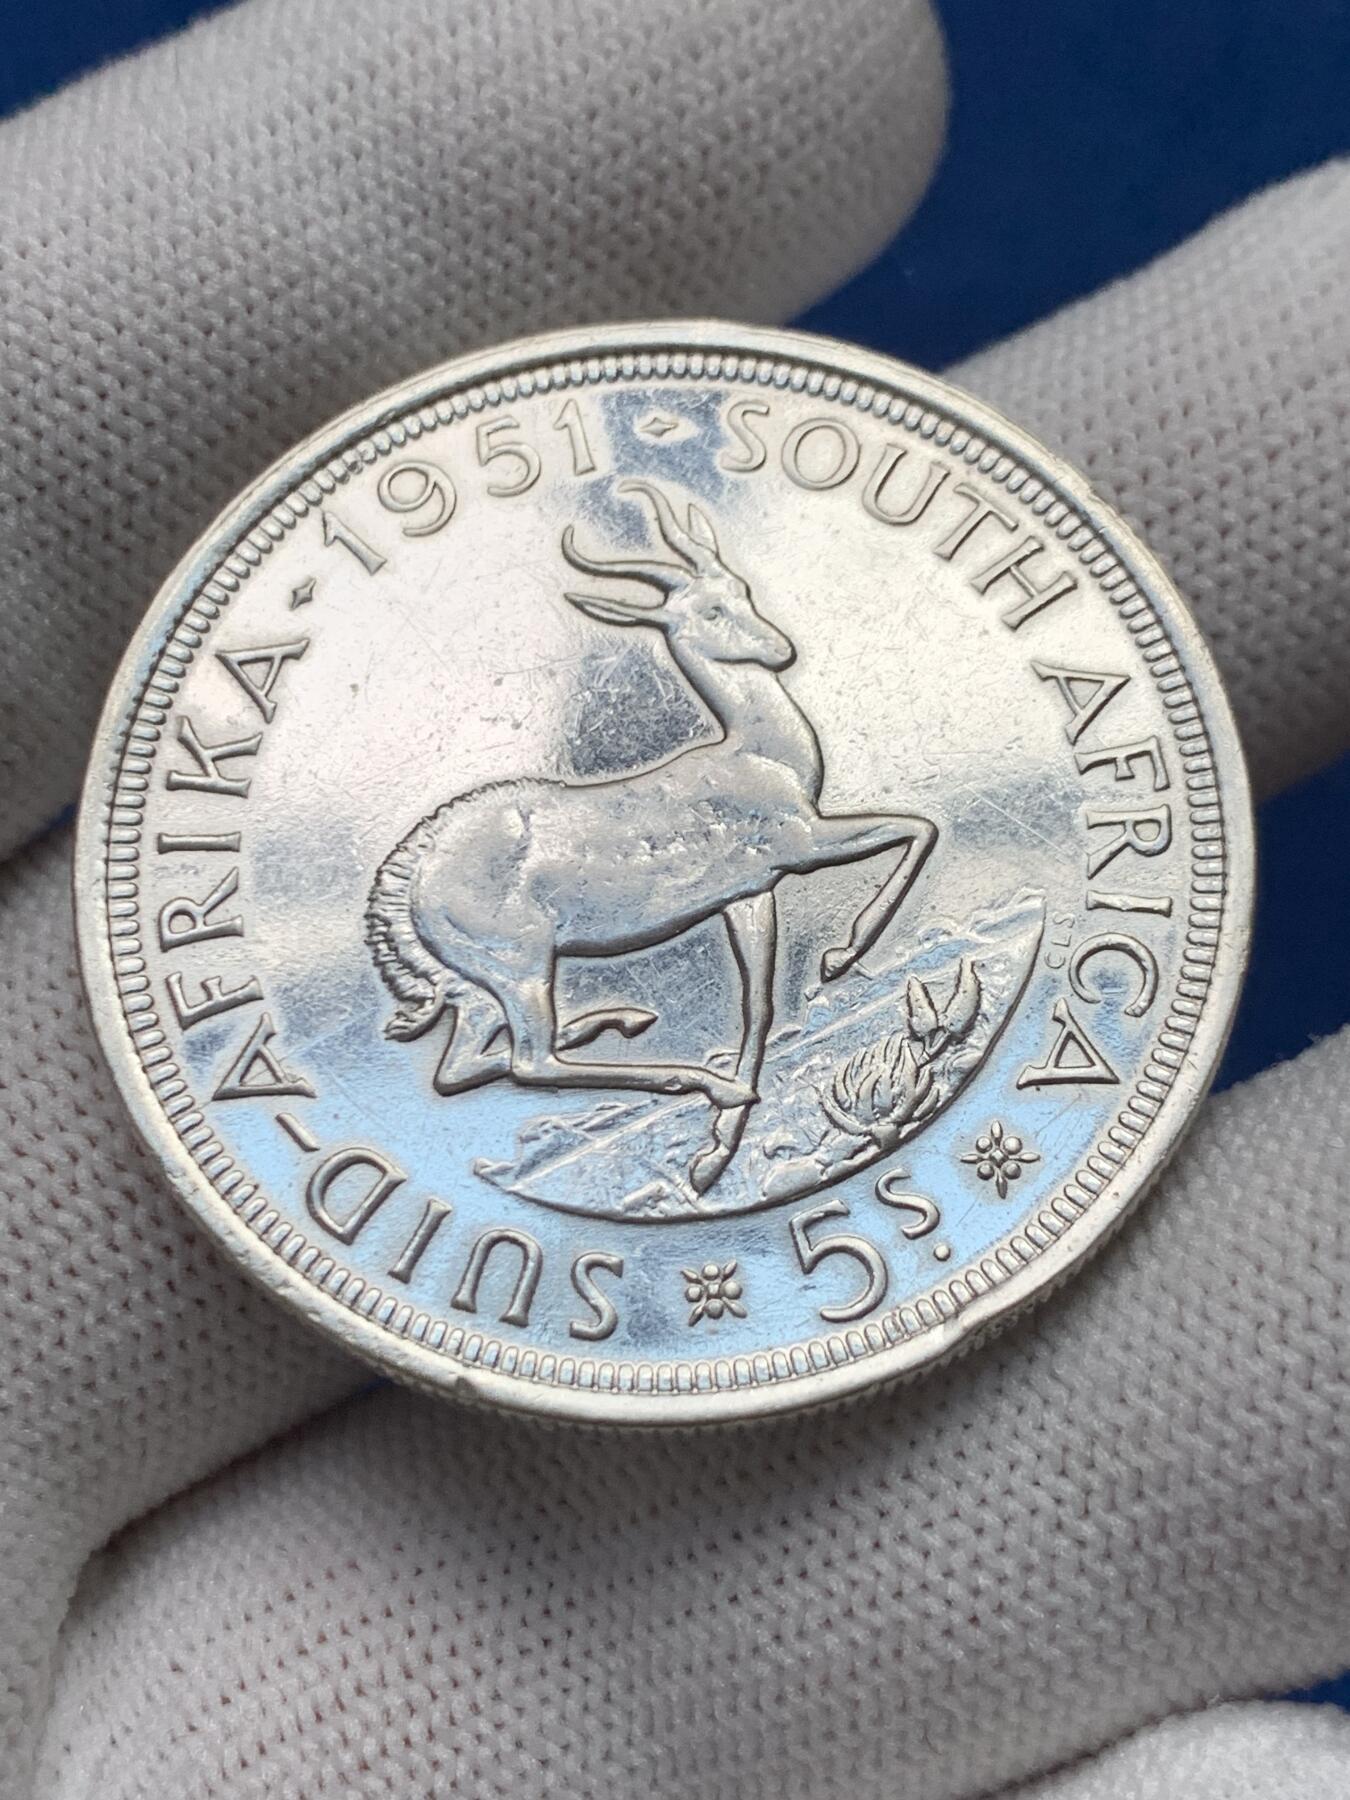 SUID-AFRIKA · 1951 · SOUTH AFRICA
5S.